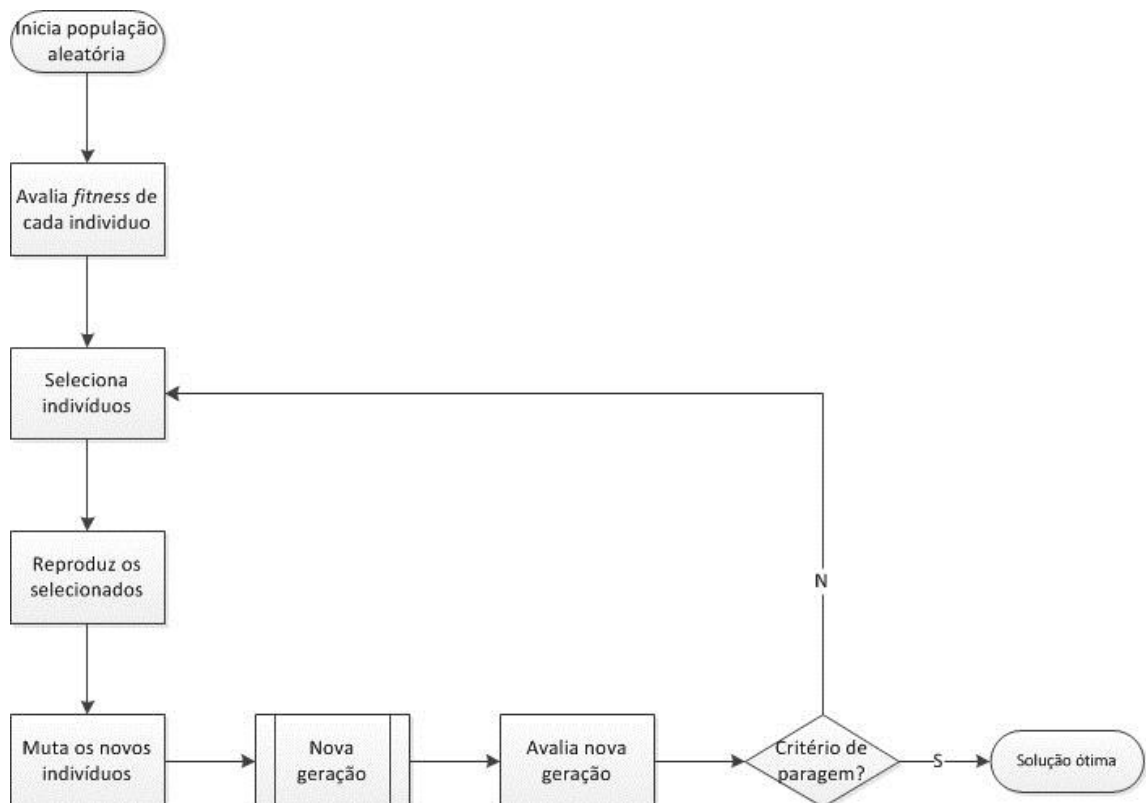 Inicia população
aleatória
Avalia fitness de
cada individuo
Seleciona
indivíduos
Reproduz os
selecionados
Muta os novos
indivíduos
Nova
geração
Avalia nova
geração
Critério de
paragem?
N
S
Solução ótima